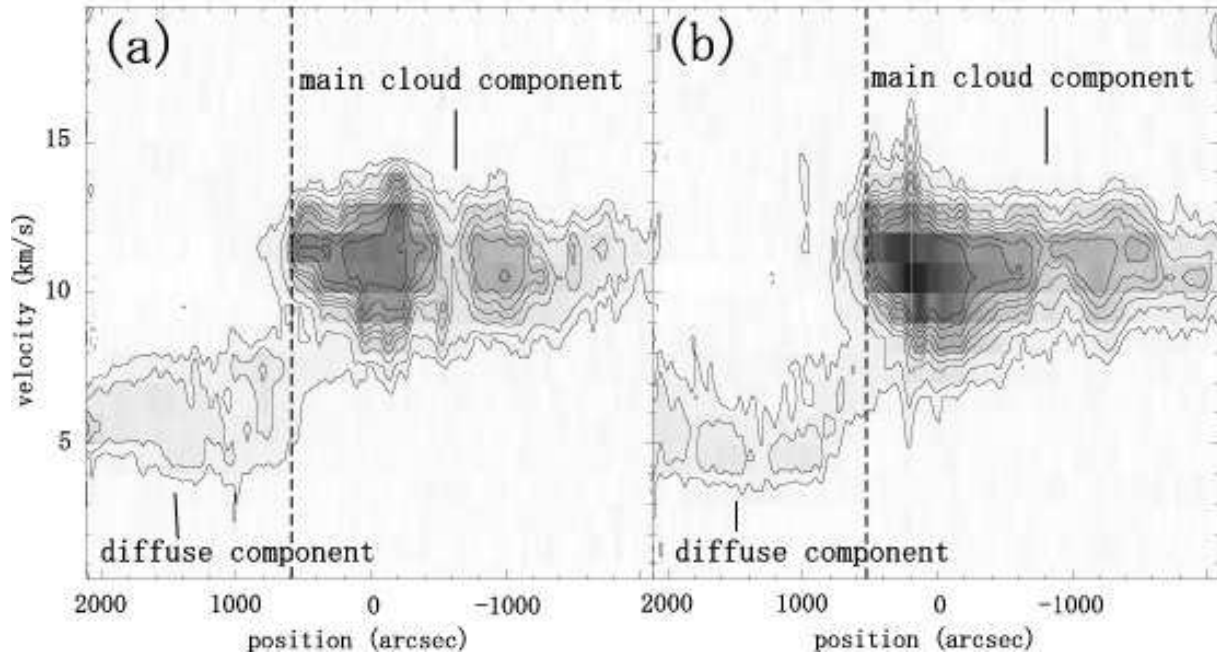 (a)
(b)
main cloud component
main cloud component
15
10
5
velocity (km/s)
diffuse component
diffuse component
2000 1000 0 -1000
2000 1000 0 -1000
position (arcsec)
position (arcsec)